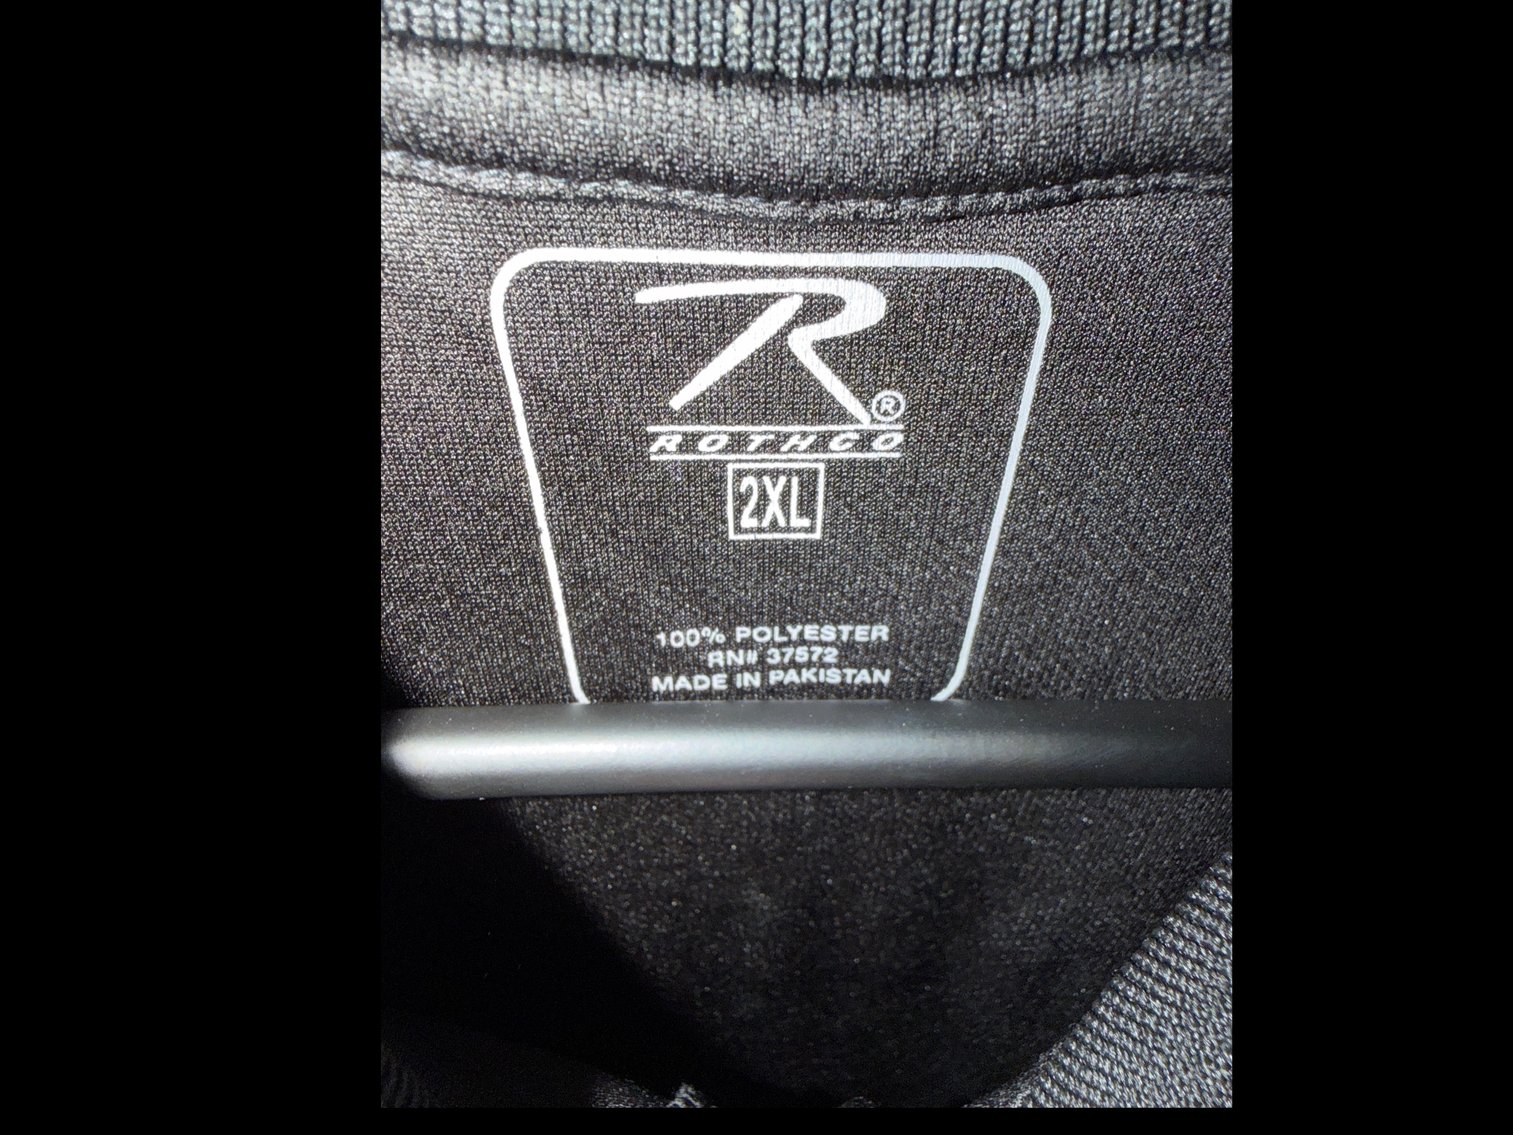 R®
ROTHCO
2XL
100% POLYESTER
RN# 37572
MADE IN PAKISTAN